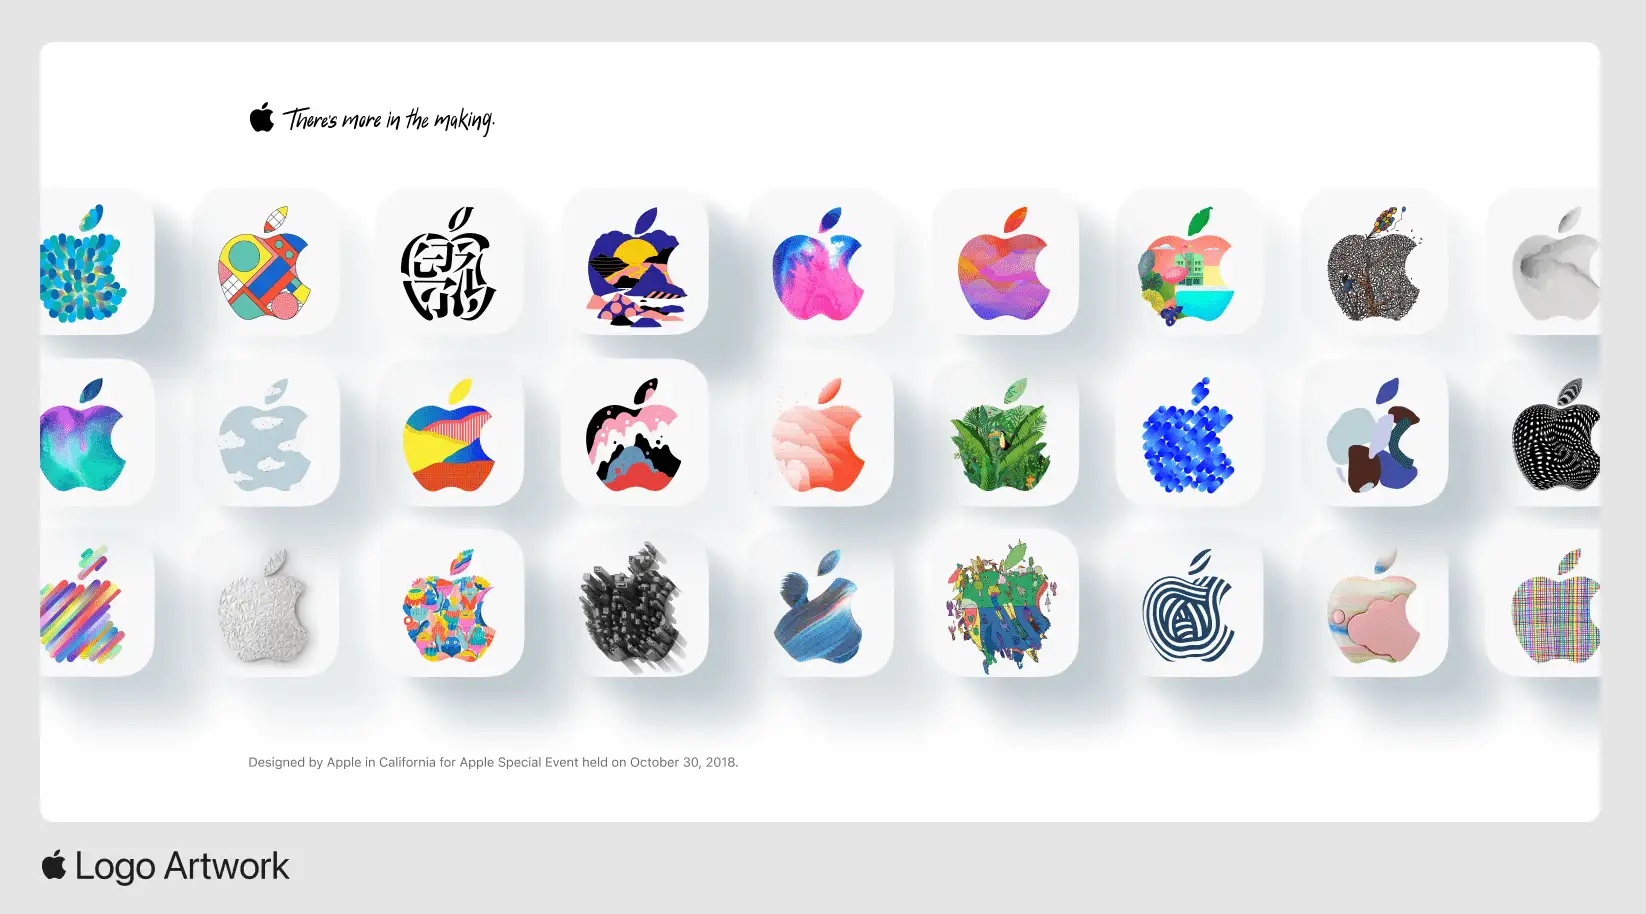 There's more in the making.
Designed by Apple in California for Apple Special Event held on October 30, 2018.
Logo Artwork